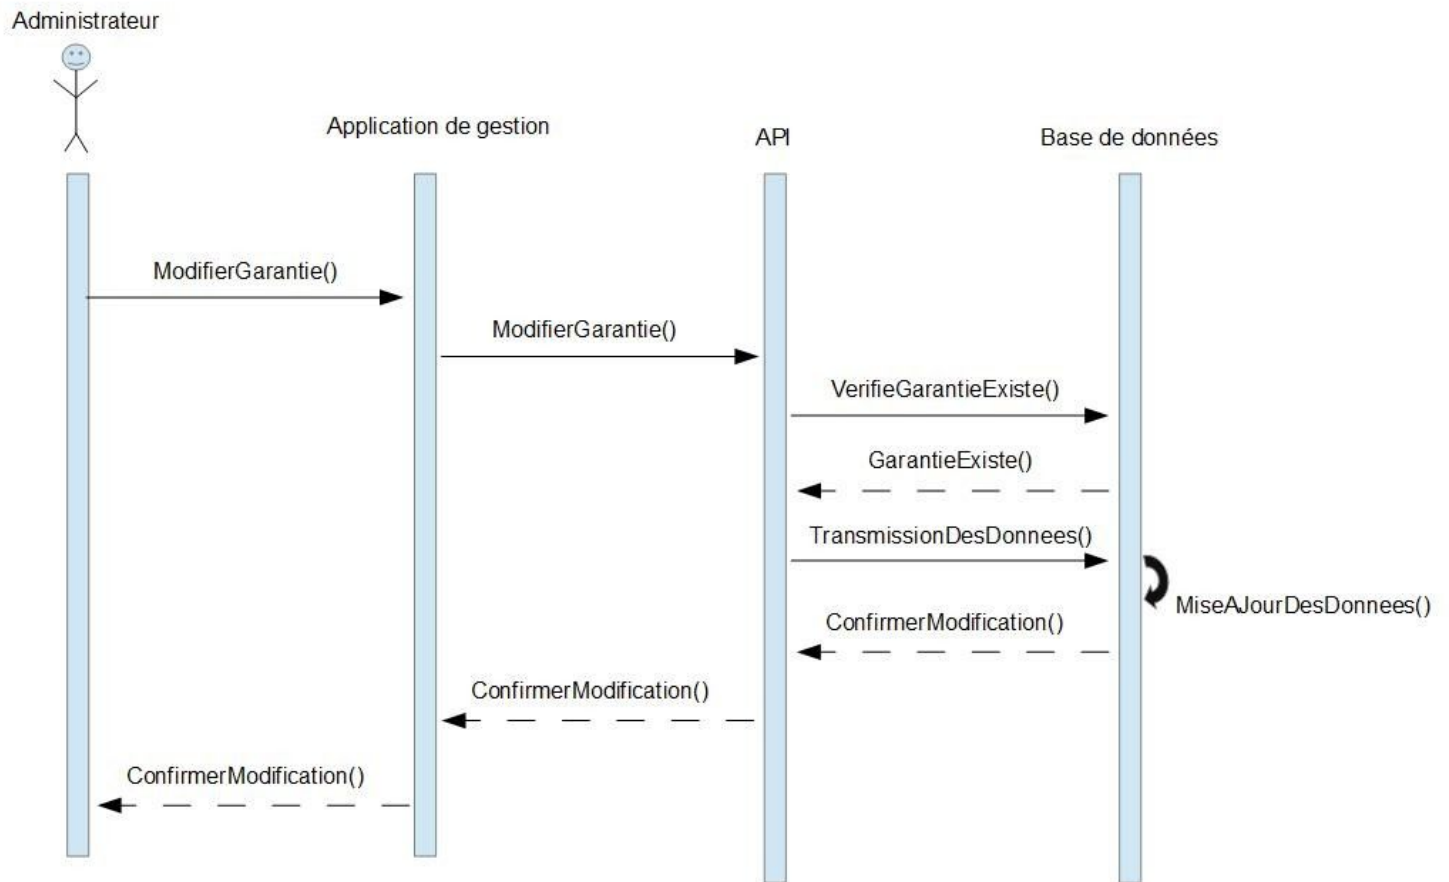 Administrateur
Application de gestion
API
Base de données
ModifierGarantie()
ModifierGarantie()
VerifieGarantieExiste()
GarantieExiste()
TransmissionDesDonnees()
MiseAJourDesDonnees()
ConfirmerModification()
ConfirmerModification()
ConfirmerModification()